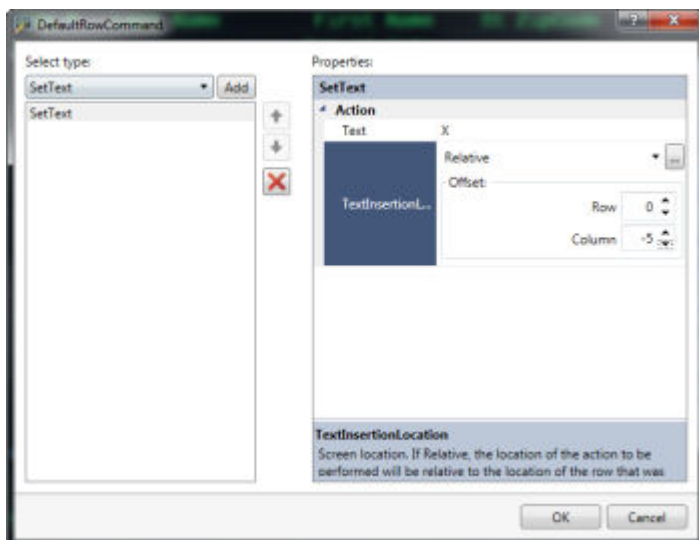 DefaultRowCommand
Select type:
SetText
Add
SetText
Properties:
SetText
Action
Text X
TextInsertionL...
Relative
...
Offset:
Row 0
Column -5
TextInsertionLocation
Screen location. If Relative, the location of the action to be
performed will be relative to the location of the row that was
OK
Cancel